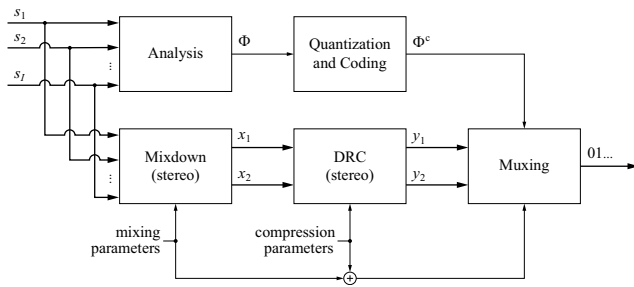 s1
s2
⋮
sI
Analysis
Φ
Quantization
and Coding
Φc
⋮
Mixdown
(stereo)
x1
x2
DRC
(stereo)
y1
y2
Muxing
01...
mixing
parameters
compression
parameters
+